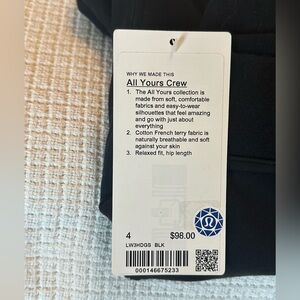 WHY WE MADE THIS
All Yours Crew
1. The All Yours collection is
made from soft, comfortable
fabrics and easy-to-wear
silhouettes that feel amazing
and go with just about
everything
2. Cotton French terry fabric is
naturally breathable and soft
against your skin
3. Relaxed fit, hip length
4 $98.00
LW3HDGS BLK
000146675233